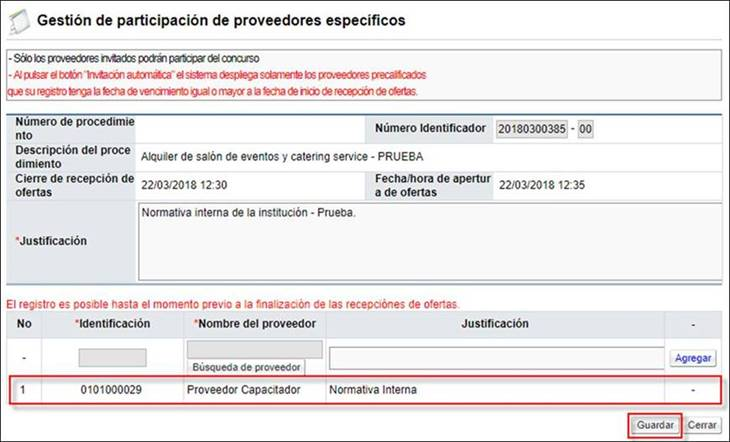 Gestión de participación de proveedores específicos
- Sólo los proveedores invitados podrán participar del concurso
- Al pulsar el botón "Invitación automática" el sistema despliega solamente los proveedores precalificados
que su registro tenga la fecha de vencimiento igual o mayor a la fecha de inicio de recepción de ofertas.
Número de procedimie
nto
Número Identificador 20180300385 - 00
Descripción del proce
dimiento
Alquiler de salón de eventos y catering service - PRUEBA
Cierre de recepción de
ofertas
22/03/2018 12:30
Fecha/hora de apertur
a de ofertas
22/03/2018 12:35
*Justificación
Normativa interna de la institución - Prueba.
El registro es posible hasta el momento previo a la finalización de las recepciónes de ofertas.
No *Identificación *Nombre del proveedor Justificación -
- Búsqueda de proveedor Agregar
1 0101000029 Proveedor Capacitador Normativa Interna -
Guardar Cerrar